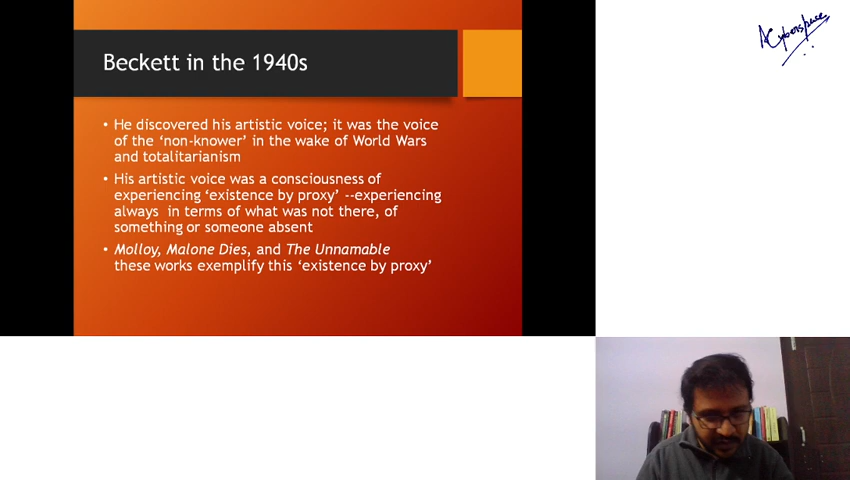 Beckett in the 1940s
• He discovered his artistic voice; it was the voice
of the ‘non-knower’ in the wake of World Wars
and totalitarianism
• His artistic voice was a consciousness of
experiencing ‘existence by proxy’ --experiencing
always in terms of what was not there, of
something or someone absent
• Molloy, Malone Dies, and The Unnamable
these works exemplify this ‘existence by proxy’
Cyberspace